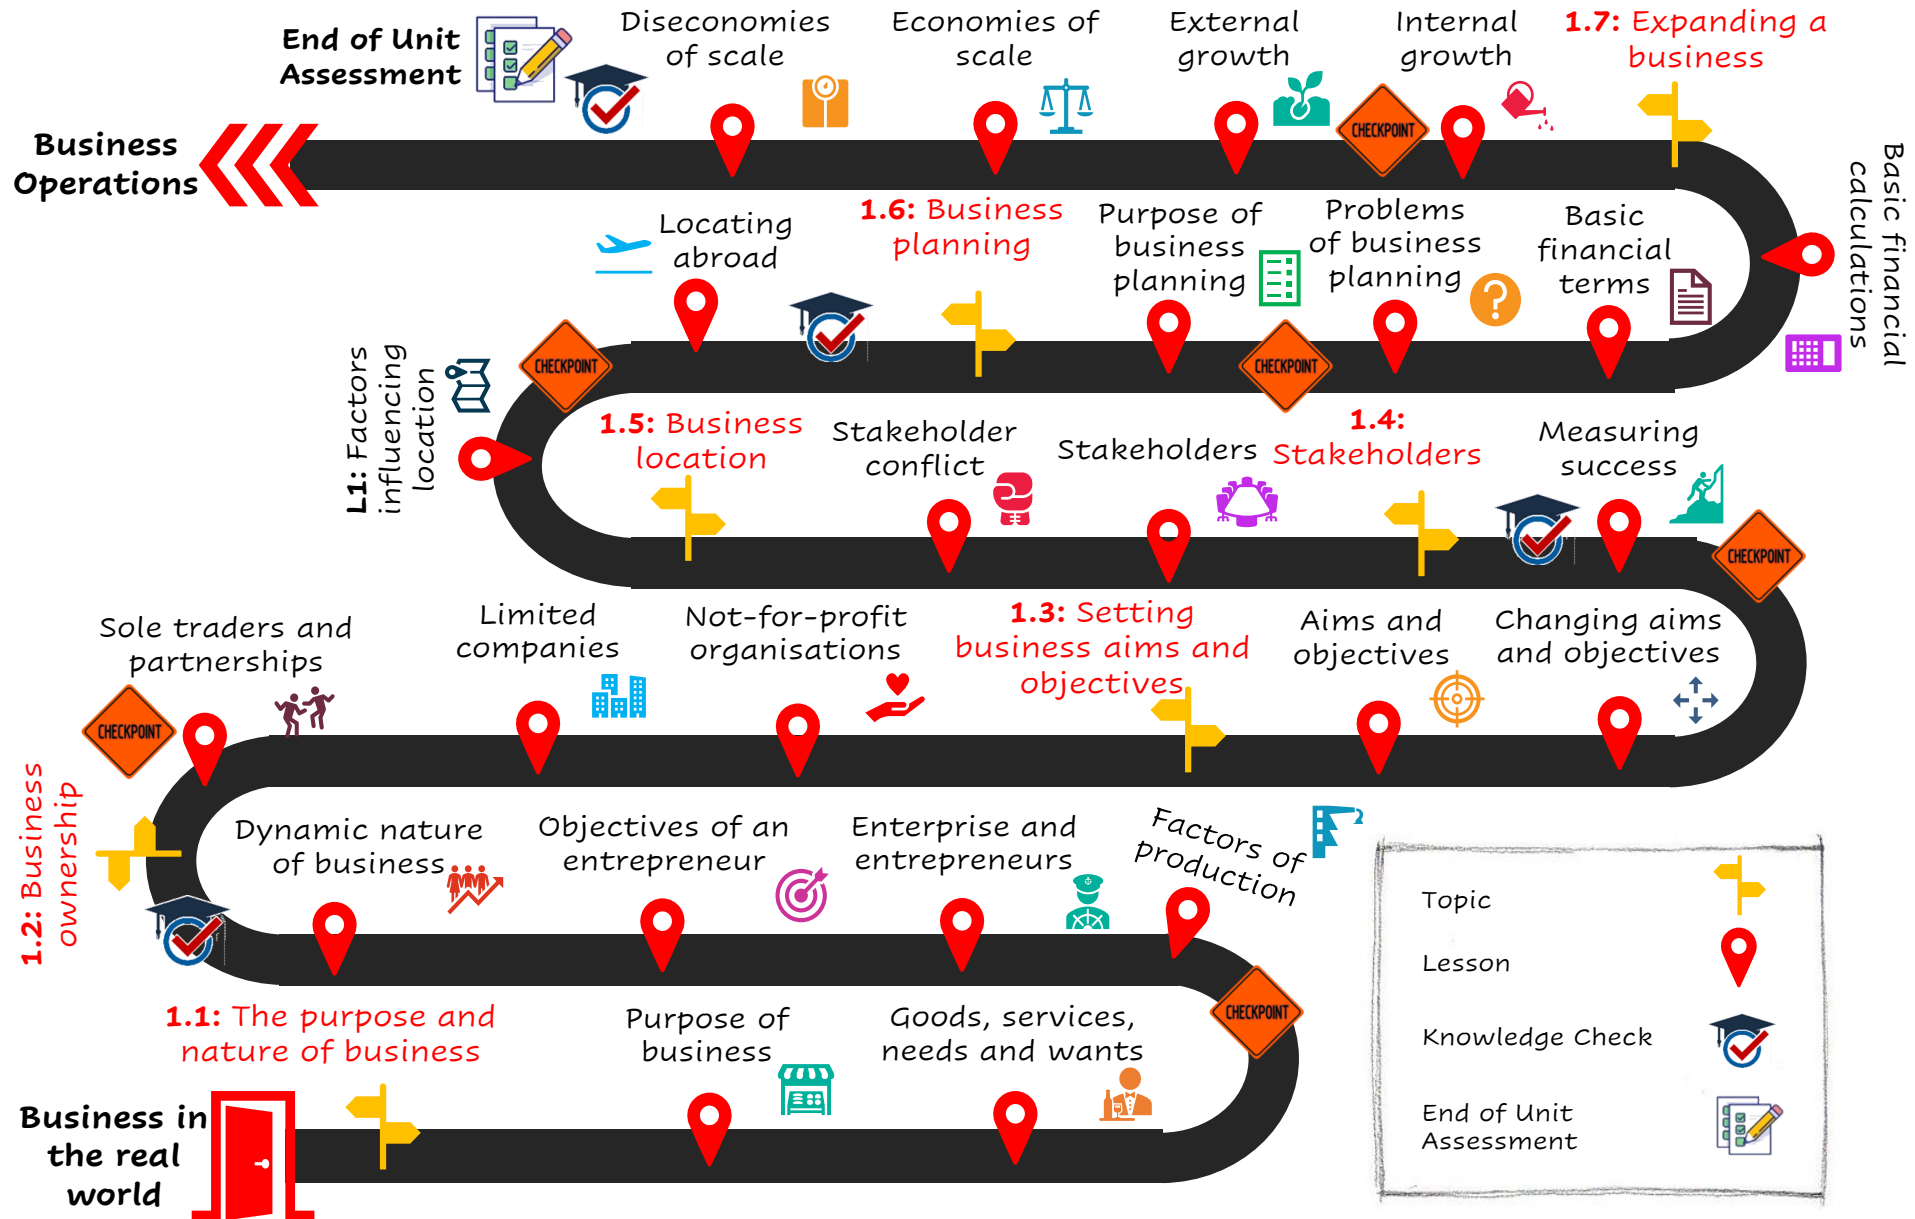 End of Unit
Assessment
Diseconomies
of scale
Economies of
scale
External
growth
Internal
growth
1.7: Expanding a
business
CHECKPOINT
Business
Operations
Basic financial
calculations
Locating
abroad
1.6: Business
planning
Purpose of
business
planning
Problems
of business
planning
Basic
financial
terms
CHECKPOINT
CHECKPOINT
L1: Factors
influencing
location
1.5: Business
location
Stakeholder
conflict
Stakeholders
1.4:
Stakeholders
Measuring
success
CHECKPOINT
Sole traders and
partnerships
Limited
companies
Not-for-profit
organisations
1.3: Setting
business aims and
objectives
Aims and
objectives
Changing aims
and objectives
CHECKPOINT
1.2: Business
ownership
Dynamic nature
of business
Objectives of an
entrepreneur
Enterprise and
entrepreneurs
Factors of
production
CHECKPOINT
1.1: The purpose and
nature of business
Purpose of
business
Goods, services,
needs and wants
Business in
the real
world
Topic
Lesson
Knowledge Check
End of Unit
Assessment